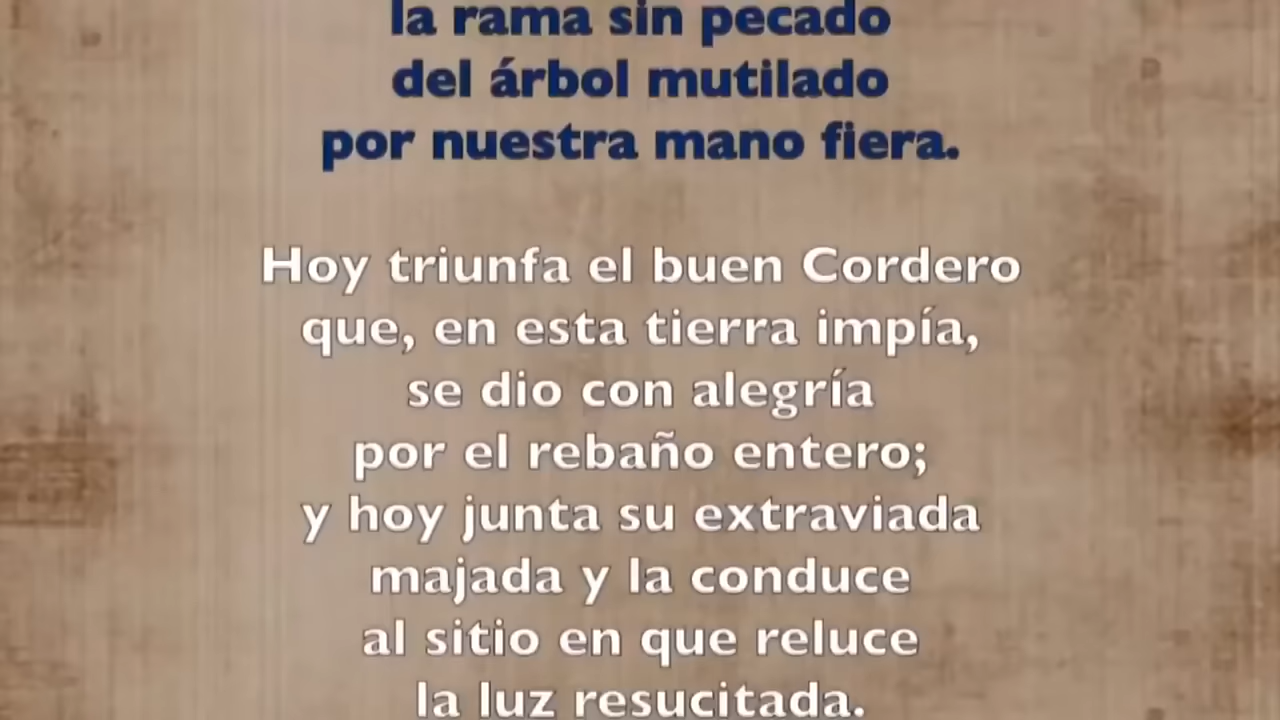 la rama sin pecado
del árbol mutilado
por nuestra mano fiera.
Hoy triunfa el buen Cordero
que, en esta tierra impía,
se dio con alegría
por el rebaño entero;
y hoy junta su extraviada
majada y la conduce
al sitio en que reluce
la luz resucitada.